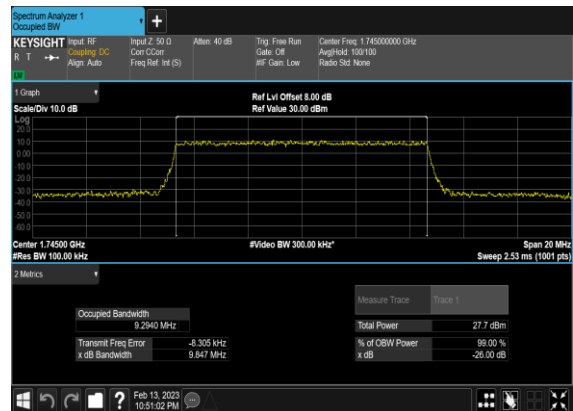 Spectrum Analyzer 1
Occupied BW
+
KEYSIGHT
R T
LW
Input: RF
Coupling: DC
Align: Auto
Input Z: 50 Ω
Corr CCorr
Freq Ref: Int (S)
Atten: 40 dB
Trig: Free Run
Gate: Off
#IF Gain: Low
Center Freq: 1.745000000 GHz
Avg|Hold: 100/100
Radio Std: None
1 Graph
Scale/Div 10.0 dB
Ref Lvl Offset 8.00 dB
Ref Value 30.00 dBm
Log
20.0
10.0
0.00
-10.0
-20.0
-30.0
-40.0
-50.0
-60.0
Center 1.74500 GHz
#Video BW 300.00 kHz*
Span 20 MHz
#Res BW 100.00 kHz
Sweep 2.53 ms (1001 pts)
2 Metrics
Measure Trace
Trace 1
Occupied Bandwidth
9.2940 MHz
Total Power
27.7 dBm
Transmit Freq Error
-8.305 kHz
% of OBW Power
99.00 %
x dB Bandwidth
9.847 MHz
x dB
-26.00 dB
?
Feb 13, 2023
10:51:02 PM